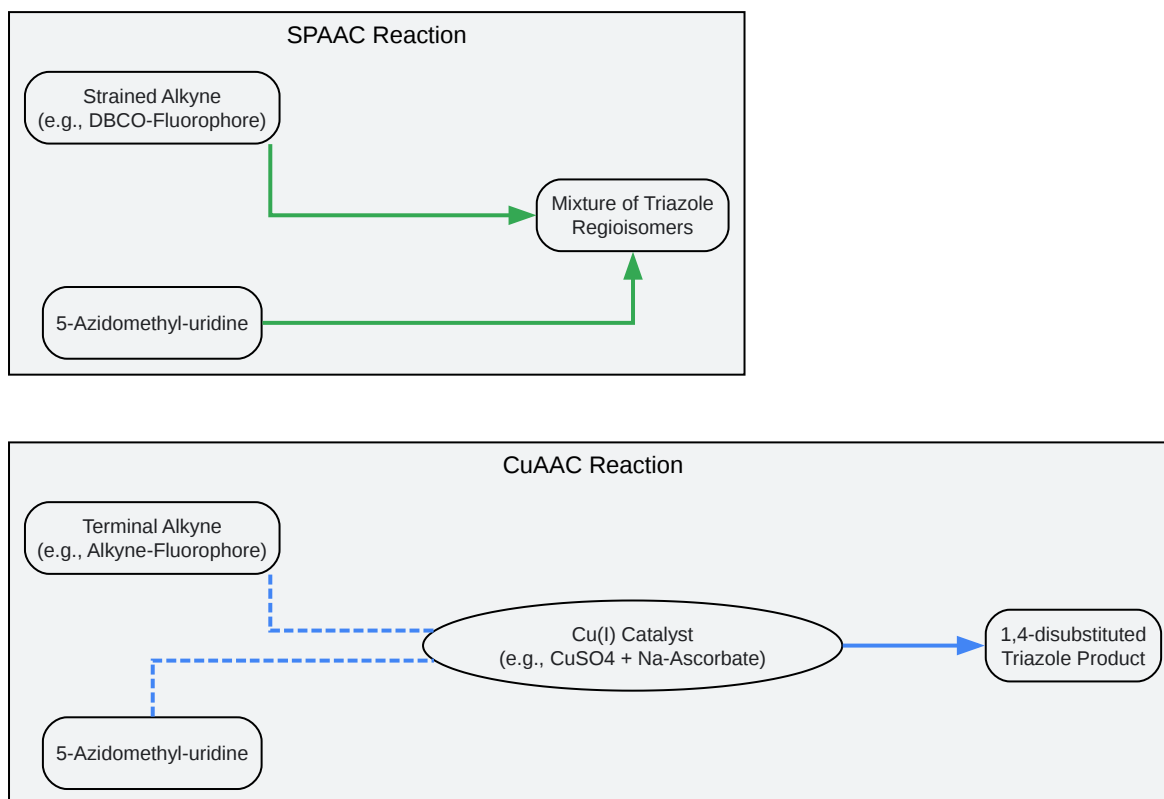 SPAAC Reaction
Strained Alkyne
(e.g., DBCO-Fluorophore)
Mixture of Triazole
Regioisomers
5-Azidomethyl-uridine
CuAAC Reaction
Terminal Alkyne
(e.g., Alkyne-Fluorophore)
Cu(I) Catalyst
(e.g., CuSO4 + Na-Ascorbate)
1,4-disubstituted
Triazole Product
5-Azidomethyl-uridine